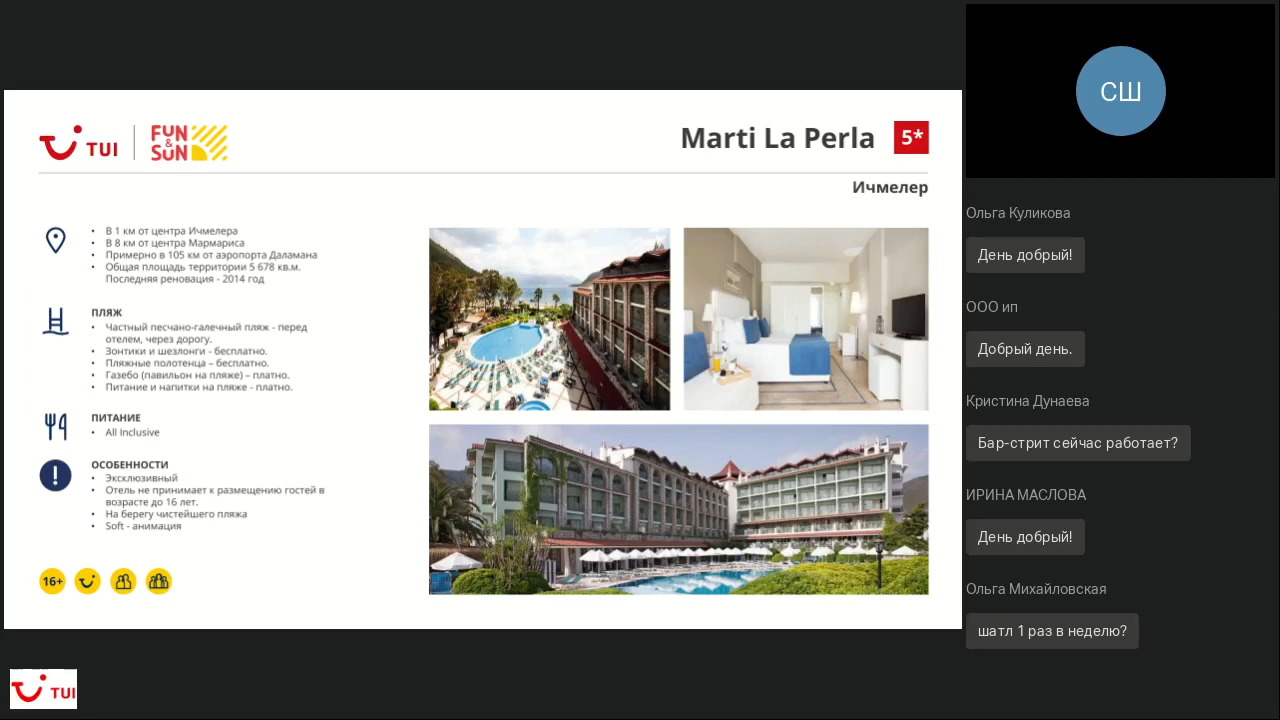 TUI
FUN
&
SUN
Marti La Perla 5*
Ичмелер
• В 1 км от центра Ичмелера
• В 8 км от центра Мармариса
• Примерно в 105 км от аэропорта Даламана
• Общая площадь территории 5 678 кв.м.
Последняя реновация - 2014 год
ПЛЯЖ
• Частный песчано-галечный пляж - перед
отелем, через дорогу.
• Зонтики и шезлонги - бесплатно.
• Пляжные полотенца – бесплатно.
• Газебо (павильон на пляже) – платно.
• Питание и напитки на пляже - платно.
ПИТАНИЕ
• All Inclusive
ОСОБЕННОСТИ
• Эксклюзивный
• Отель не принимает к размещению гостей в
возрасте до 16 лет.
• На берегу чистейшего пляжа
• Soft - анимация
16+
TUI
СШ
Ольга Куликова
День добрый!
ООО ип
Добрый день.
Кристина Дунаева
Бар-стрит сейчас работает?
ИРИНА МАСЛОВА
День добрый!
Ольга Михайловская
шатл 1 раз в неделю?